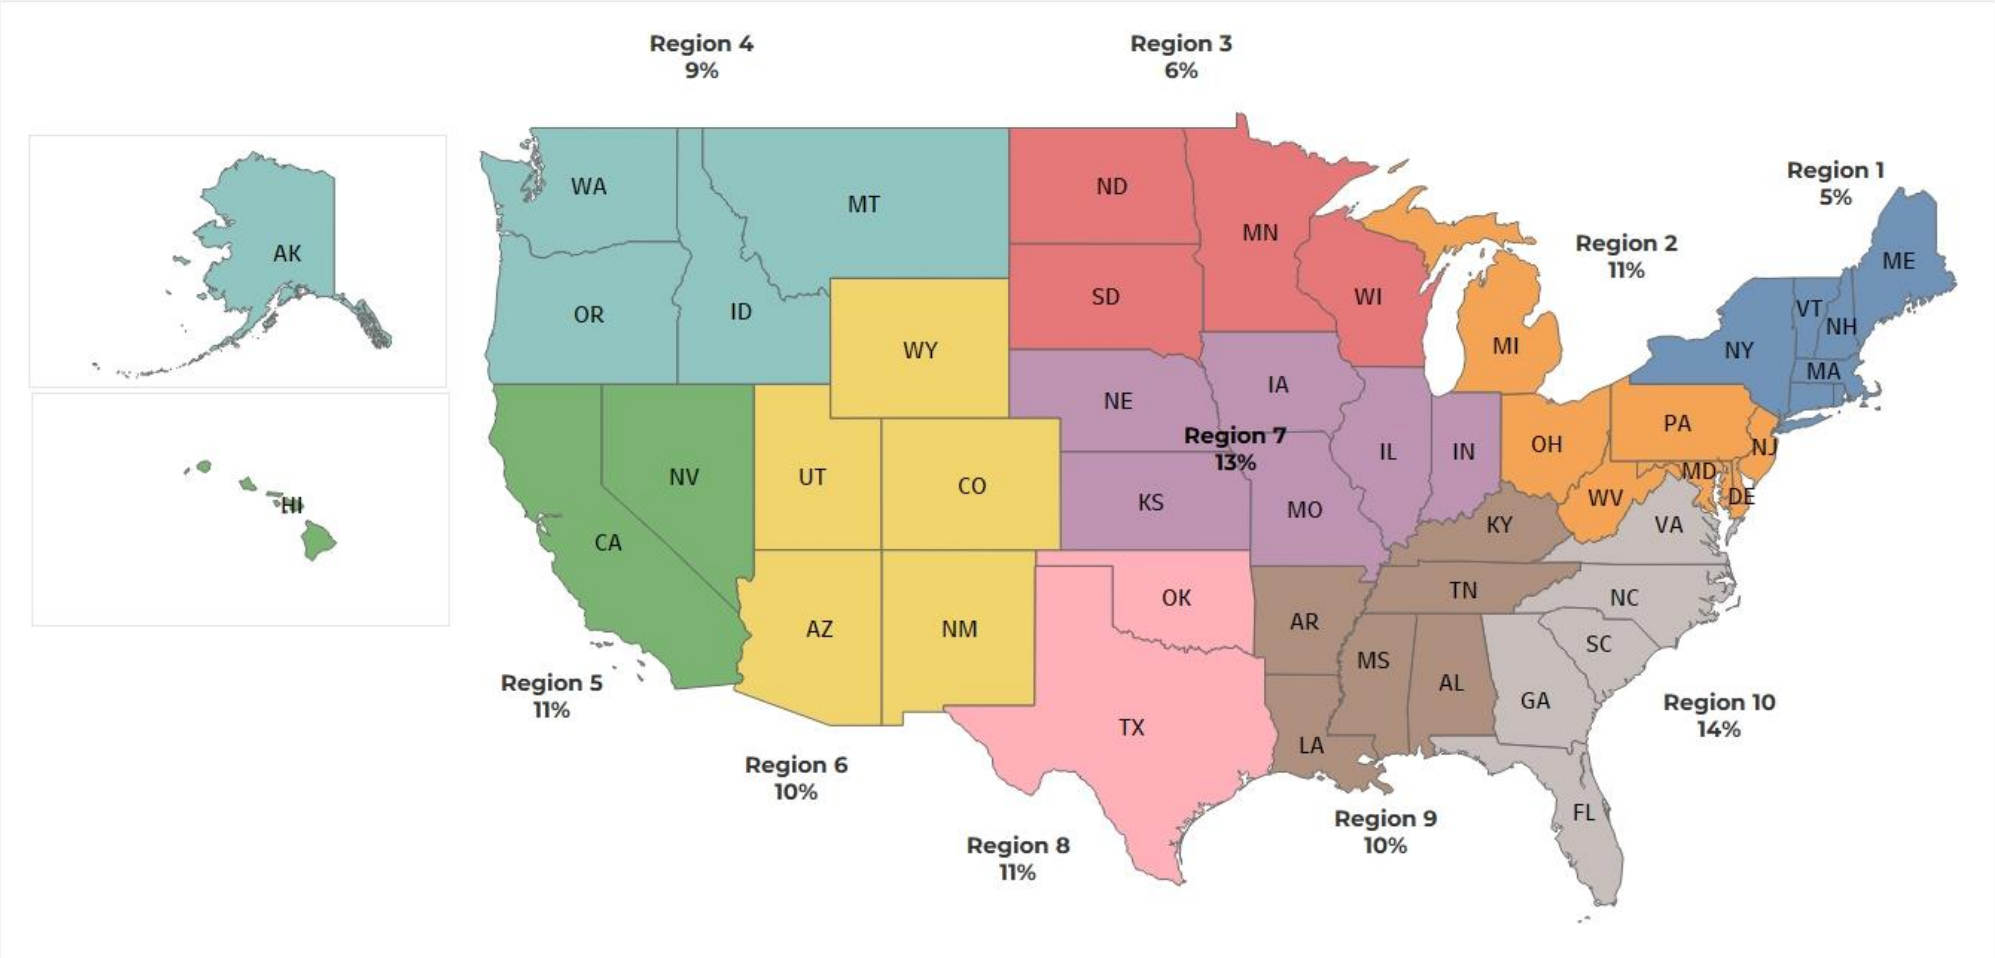 Region 4
9%
Region 3
6%
Region 1
5%
Region 2
11%
WA
MT
ND
MN
ME
AK
OR
ID
SD
WI
MI
VT
NH
NY
MA
WY
NE
IA
PA
NJ
Region 7
13%
IL
IN
OH
MD
DE
WV
NV
UT
CO
KS
MO
KY
VA
HI
CA
OK
TN
NC
AZ
NM
AR
SC
MS
AL
GA
TX
LA
FL
Region 5
11%
Region 10
14%
Region 6
10%
Region 8
11%
Region 9
10%